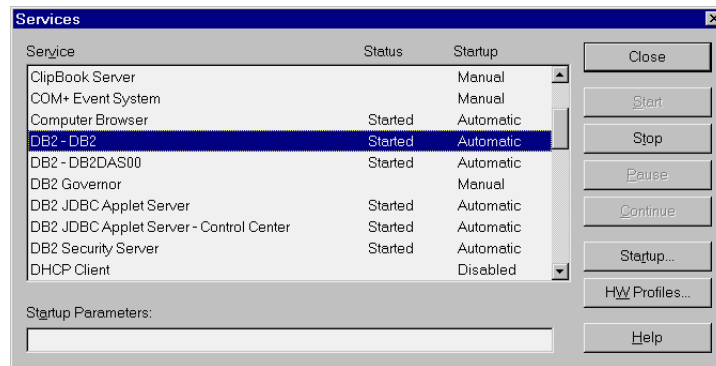 Services
Service Status Startup
ClipBook Server Manual
COM+ Event System Manual
Computer Browser Started Automatic
DB2 - DB2 Started Automatic
DB2 - DB2DAS00 Started Automatic
DB2 Governor Manual
DB2 JDBC Applet Server Started Automatic
DB2 JDBC Applet Server - Control Center Started Automatic
DB2 Security Server Started Automatic
DHCP Client Disabled
Startup Parameters:
Close
Start
Stop
Pause
Continue
Startup...
HW Profiles...
Help